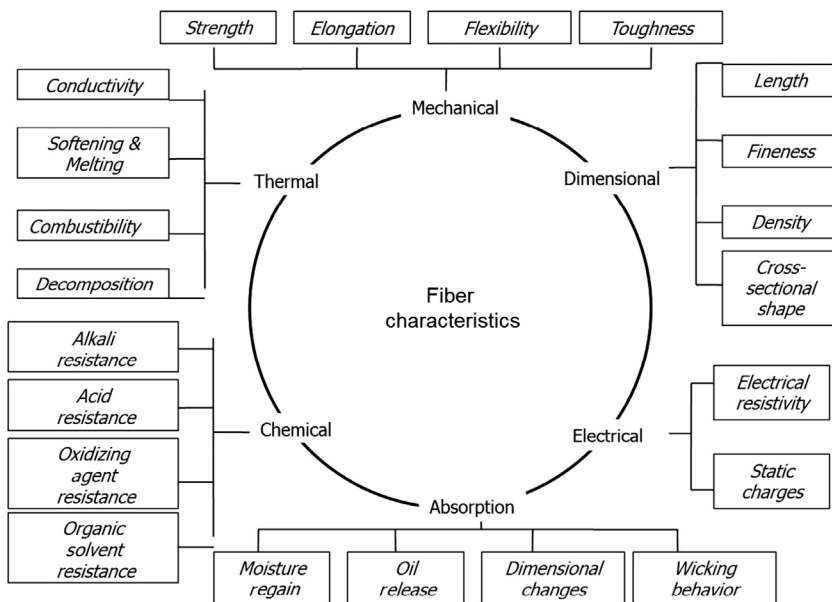 Strength
Elongation
Flexibility
Toughness
Mechanical
Conductivity
Softening &
Melting
Combustibility
Decomposition
Thermal
Dimensional
Length
Fineness
Density
Cross-
sectional
shape
Fiber
characteristics
Alkali
resistance
Acid
resistance
Oxidizing
agent
resistance
Organic
solvent
resistance
Chemical
Electrical
Electrical
resistivity
Static
charges
Absorption
Moisture
regain
Oil
release
Dimensional
changes
Wicking
behavior